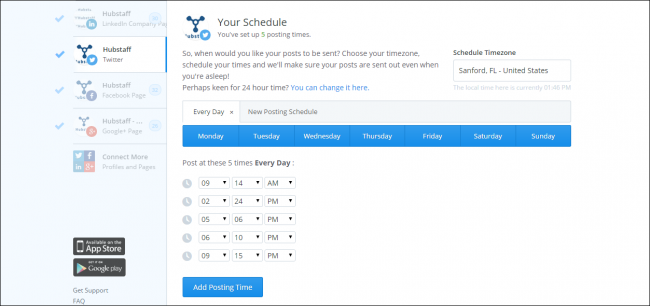 Hubstaff
LinkedIn Company Pag
Hubstaff
Twitter
Hubstaff
Facebook Page
Hubstaff - ...
Google+ Page
Connect More
Profiles and Pages
Available on the
App Store
GET IT ON
Google play
Get Support
FAQ
Your Schedule
You've set up 5 posting times.
So, when would you like your posts to be sent? Choose your timezone,
schedule your times and we'll make sure your posts are sent out even when
you're asleep!
Perhaps keen for 24 hour time? You can change it here.
Schedule Timezone
Sanford, FL - United States
The local time here is currently 01:46 PM
Every Day ×
New Posting Schedule
Monday Tuesday Wednesday Thursday Friday Saturday Sunday
Post at these 5 times Every Day :
09 14 AM
02 24 PM
05 06 PM
06 10 PM
09 15 PM
Add Posting Time